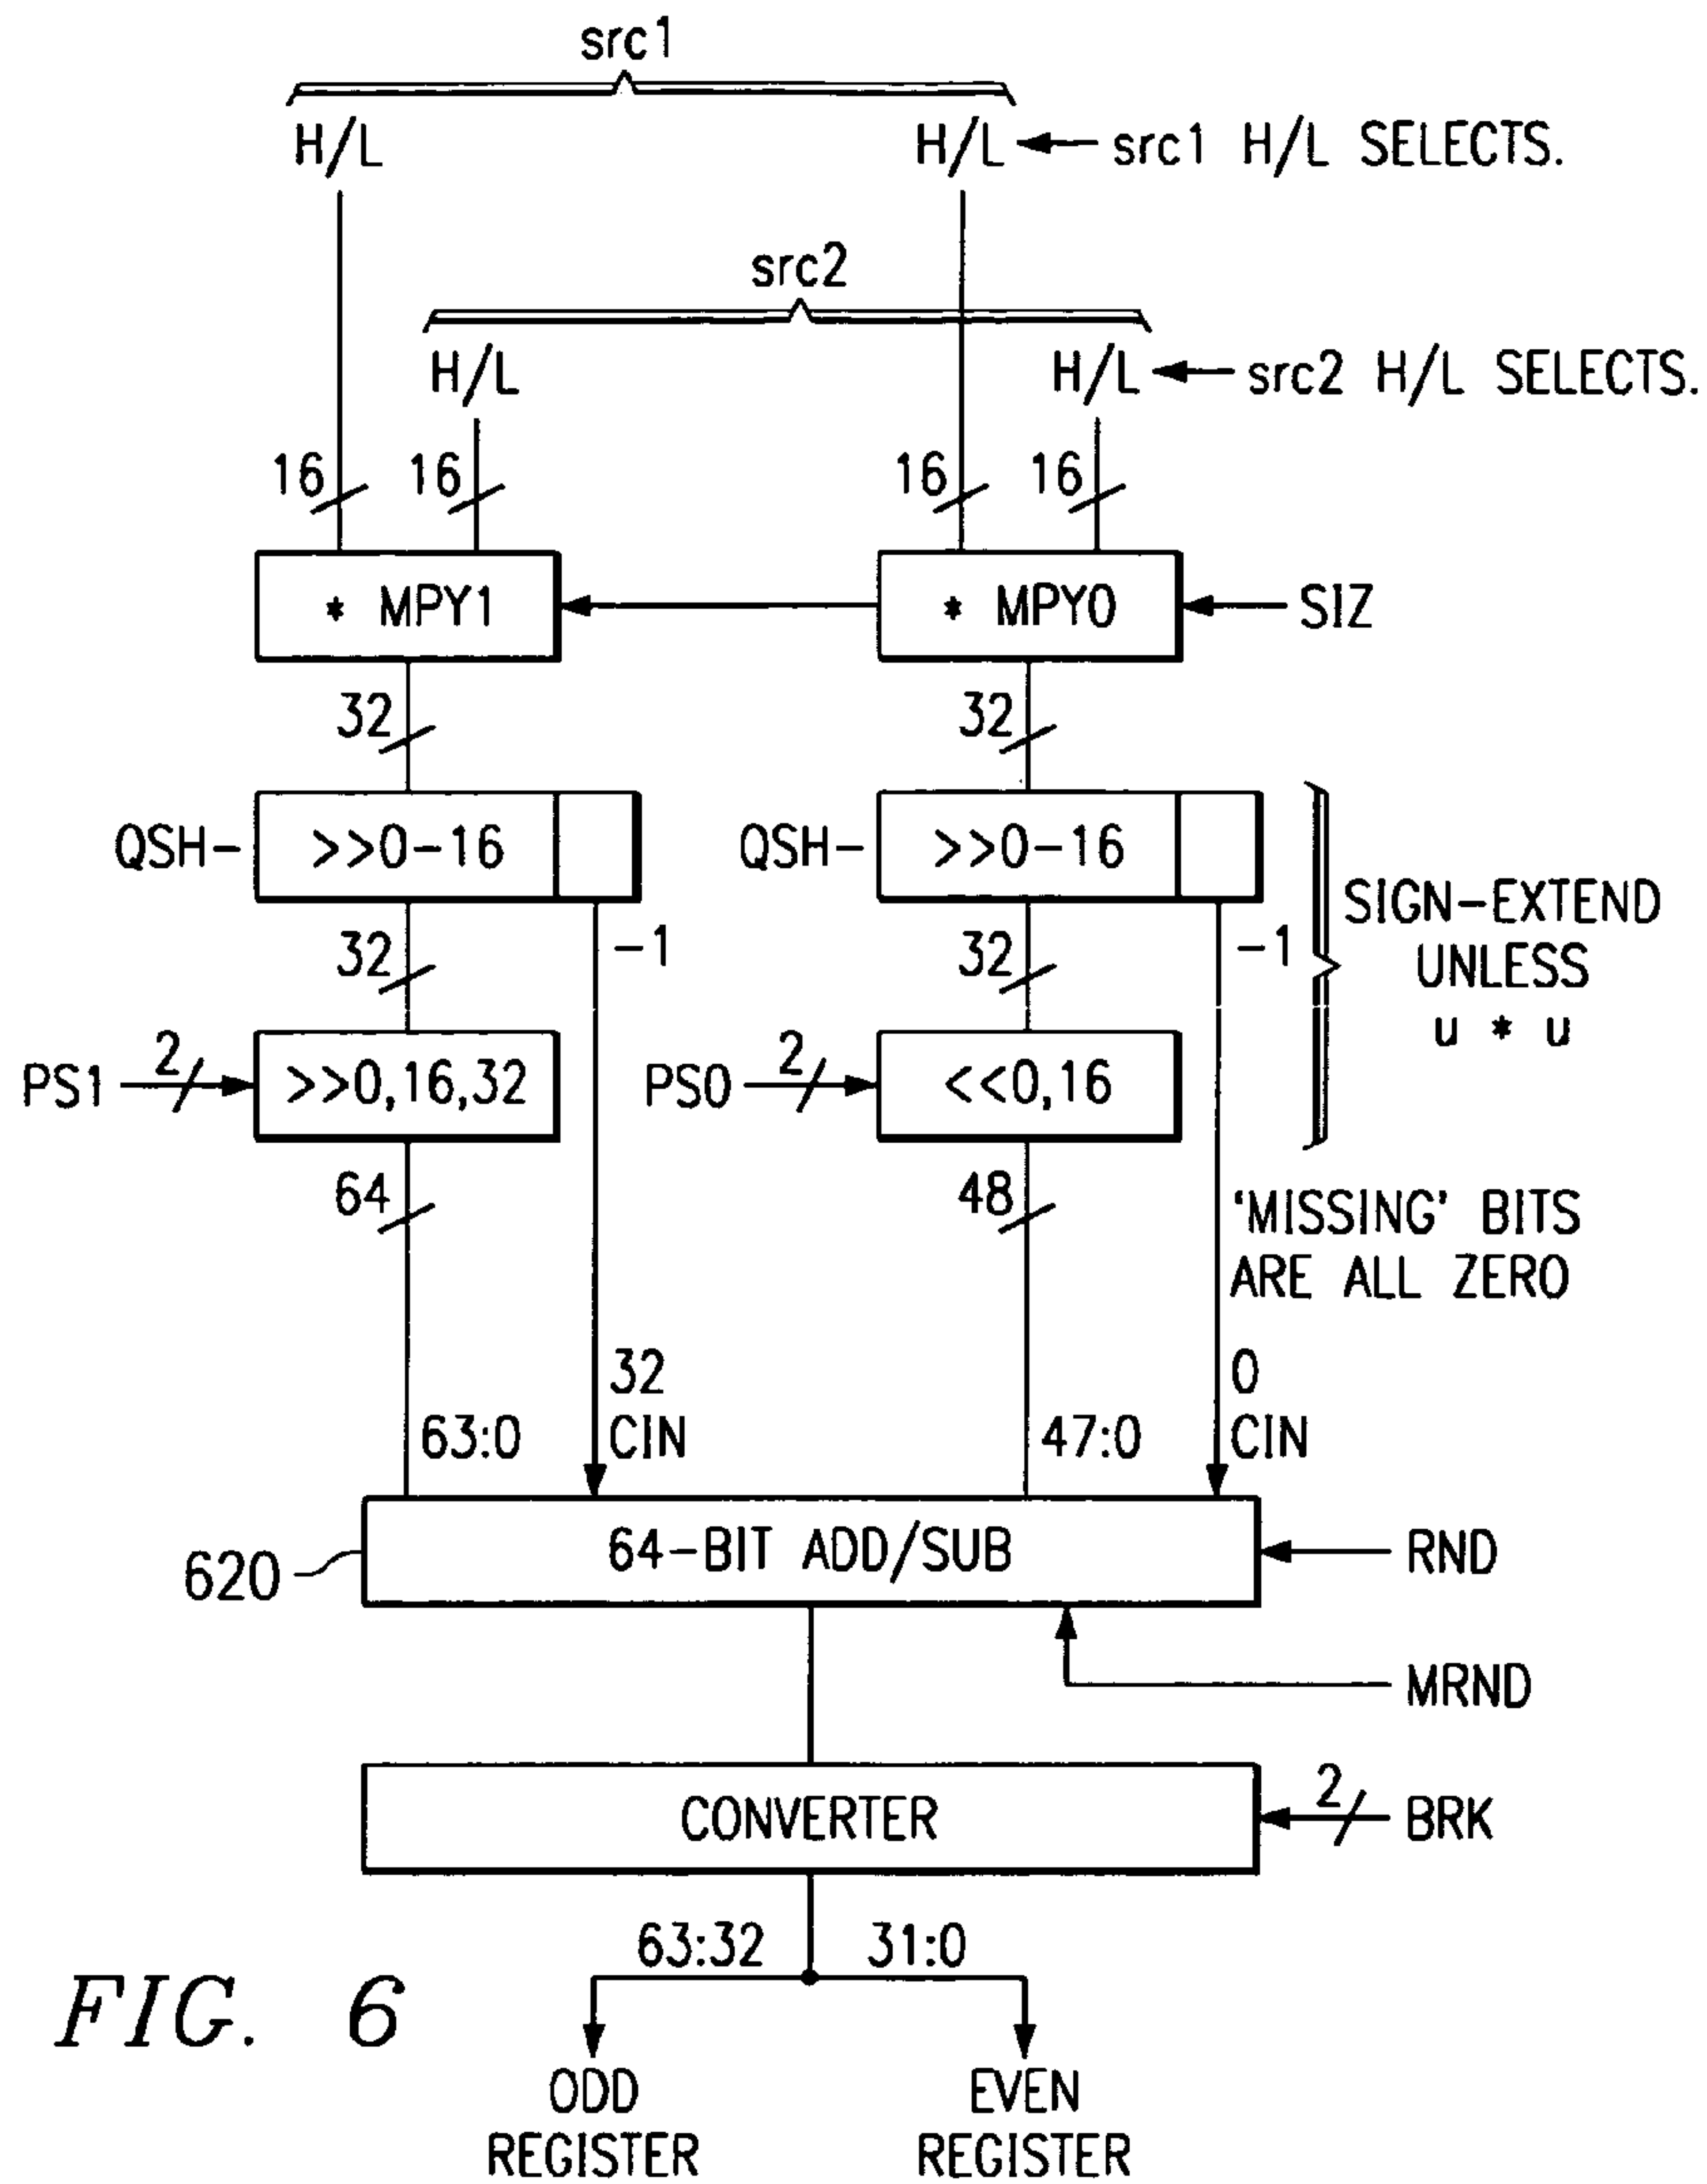 src1
H/L H/L src1 H/L SELECTS.
src2
H/L H/L src2 H/L SELECTS.
16 16 16 16
* MPY1 * MPY0 SIZ
32 32
QSH- >>0-16 QSH- >>0-16
32 -1 32 -1
SIGN-EXTEND
UNLESS
u * u
PS1 2 >>0,16,32 PS0 2 <<0,16
64 48
'MISSING' BITS
ARE ALL ZERO
32 0
63:0 CIN 47:0 CIN
620 64-BIT ADD/SUB RND
MRND
CONVERTER 2 BRK
63:32 31:0
FIG. 6
ODD EVEN
REGISTER REGISTER